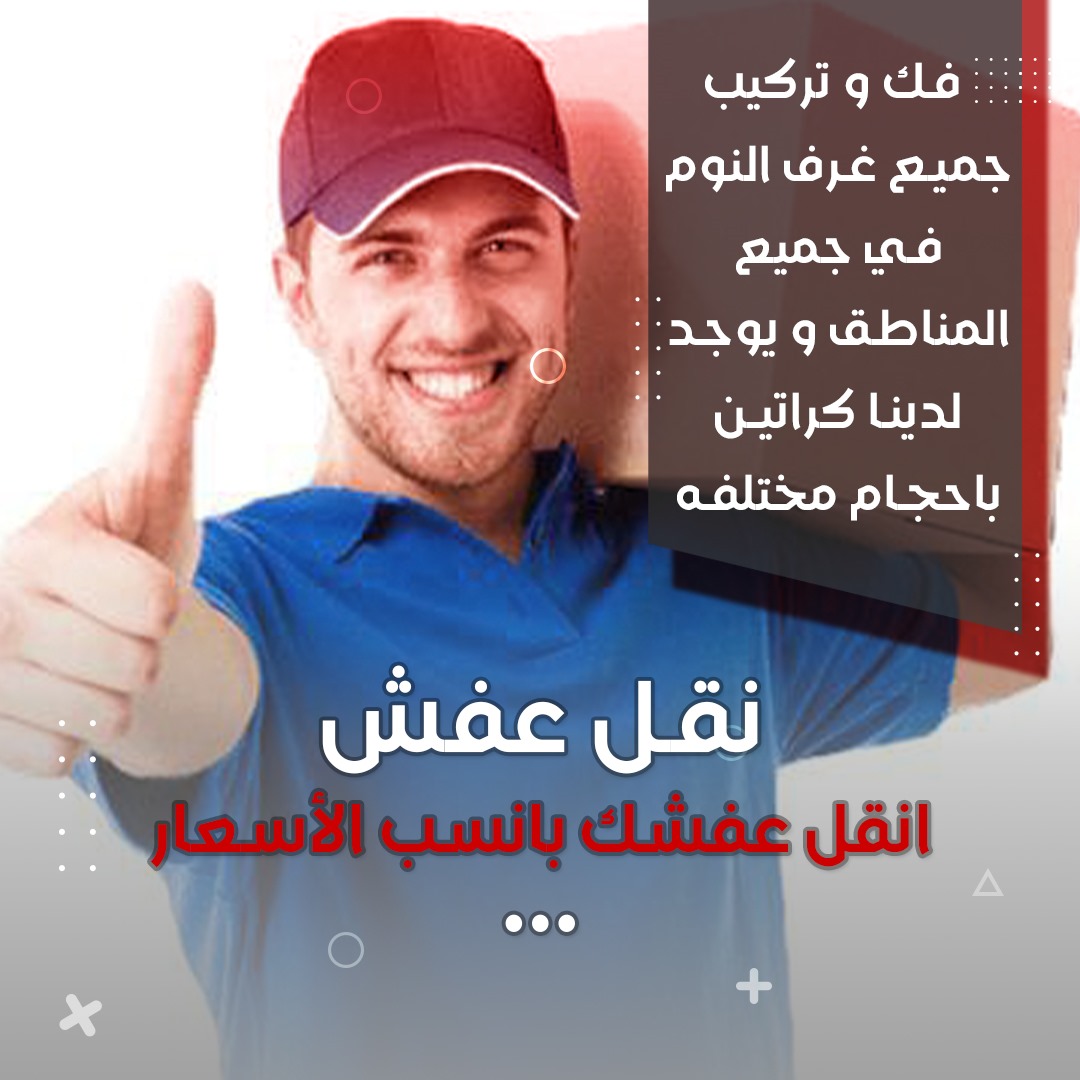 فك و تركيب
جميع غرف النوم
في جميع
المناطق و يوجد
لدينا كراتين
باحجام مختلفه
نقل عفش
انقل عفشك بانسب الأسعار
...